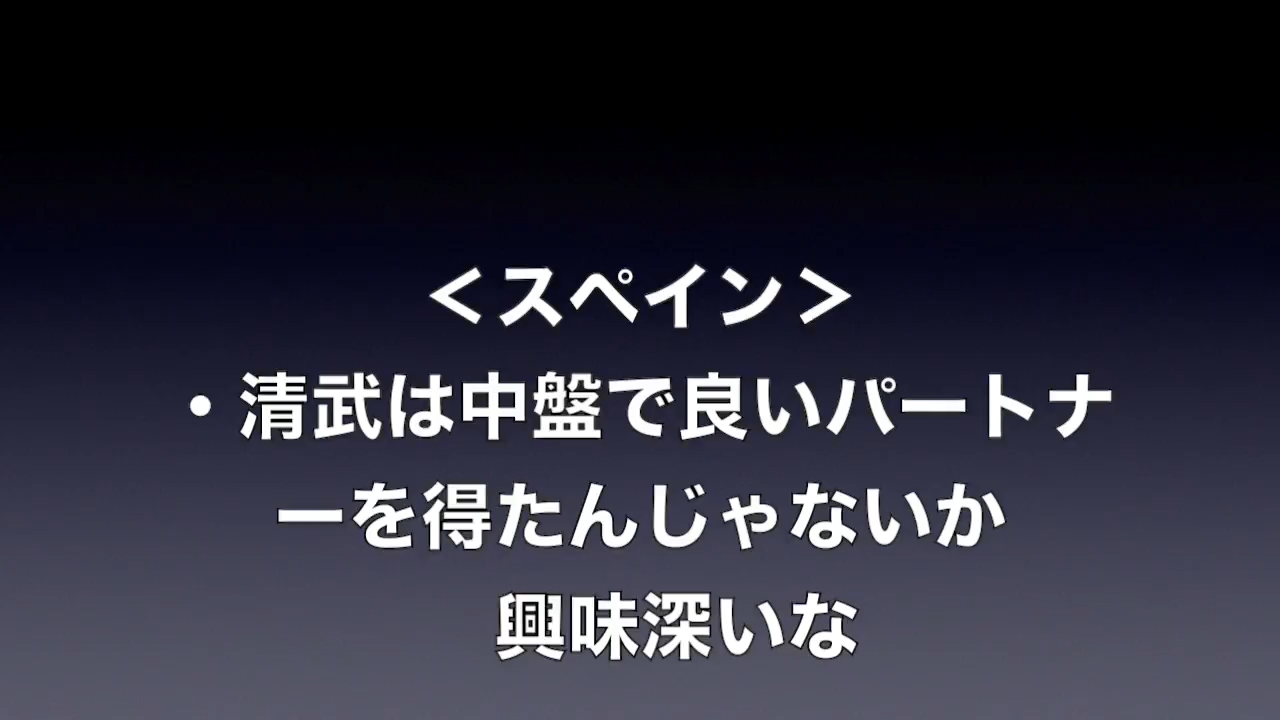 ＜スペイン＞
・清武は中盤で良いパートナ
ーを得たんじゃないか
興味深いな